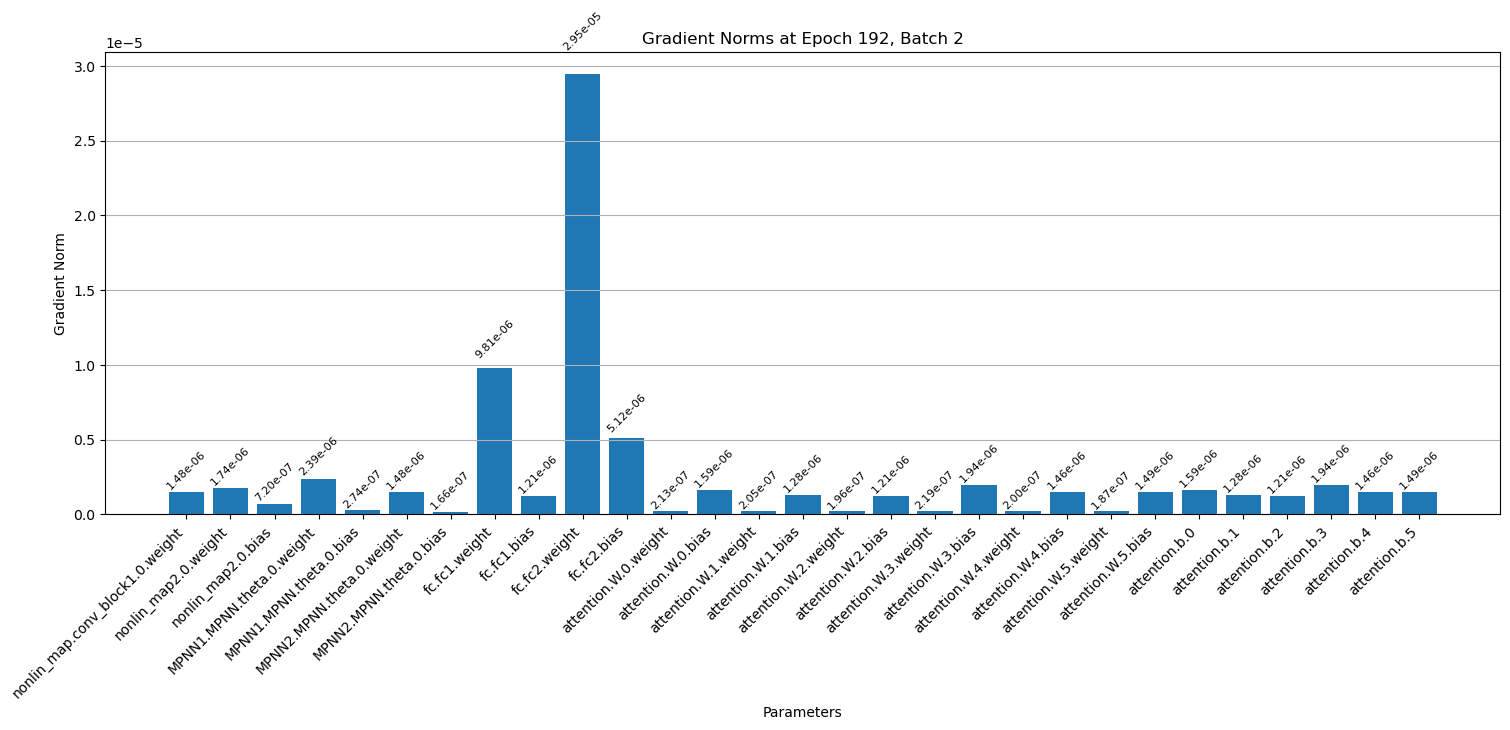 Gradient Norms at Epoch 192, Batch 2
1e−5
3.0
2.5
2.0
1.5
1.0
0.5
0.0
Gradient Norm
1.48e-06
1.74e-06
7.20e-07
2.39e-06
2.74e-07
1.48e-06
1.66e-07
9.81e-06
1.21e-06
2.95e-05
5.12e-06
2.13e-07
1.59e-06
2.05e-07
1.28e-06
1.96e-07
1.21e-06
2.19e-07
1.94e-06
2.00e-07
1.46e-06
1.87e-07
1.49e-06
1.59e-06
1.28e-06
1.21e-06
1.94e-06
1.46e-06
1.49e-06
nonlin_map.conv_block1.0.weight
nonlin_map2.0.weight
nonlin_map2.0.bias
MPNN1.MPNN.theta.0.weight
MPNN1.MPNN.theta.0.bias
MPNN2.MPNN.theta.0.weight
MPNN2.MPNN.theta.0.bias
fc.fc1.weight
fc.fc1.bias
fc.fc2.weight
fc.fc2.bias
attention.W.0.weight
attention.W.0.bias
attention.W.1.weight
attention.W.1.bias
attention.W.2.weight
attention.W.2.bias
attention.W.3.weight
attention.W.3.bias
attention.W.4.weight
attention.W.4.bias
attention.W.5.weight
attention.W.5.bias
attention.b.0
attention.b.1
attention.b.2
attention.b.3
attention.b.4
attention.b.5
Parameters